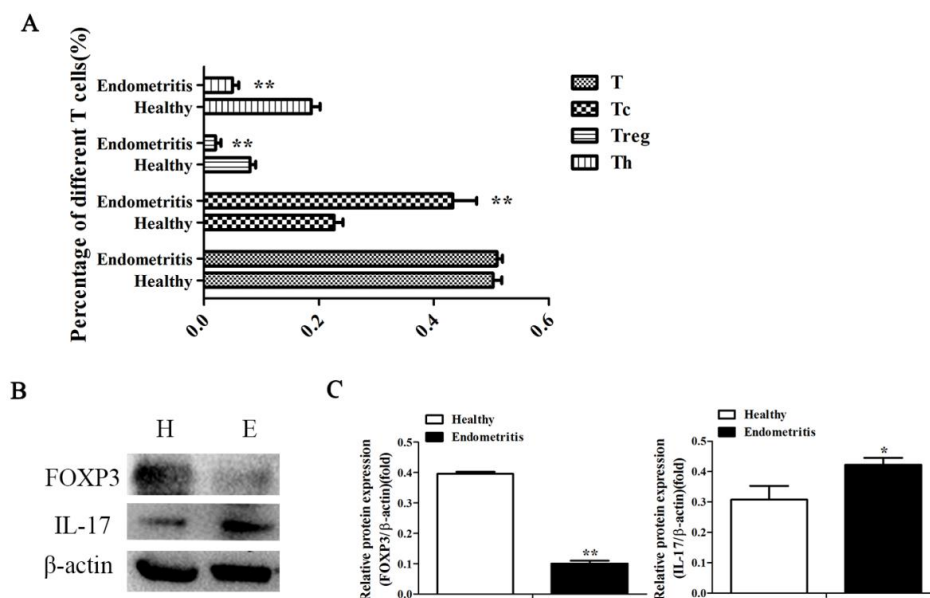 A
Percentage of different T cells(%)
Endometritis **
Healthy
Endometritis **
Healthy
Endometritis **
Healthy
Endometritis
Healthy
0.0 0.2 0.4 0.6
T
Tc
Treg
Th
B
H E
FOXP3
IL-17
β-actin
C
Healthy
Endometritis
Relative protein expression
(FOXP3/β-actin)(fold)
0.5
0.4
0.3
0.2
0.1
0.0
**
Healthy
Endometritis
Relative protein expression
(IL-17/β-actin)(fold)
0.5
0.4
0.3
0.2
0.1
0.0
*